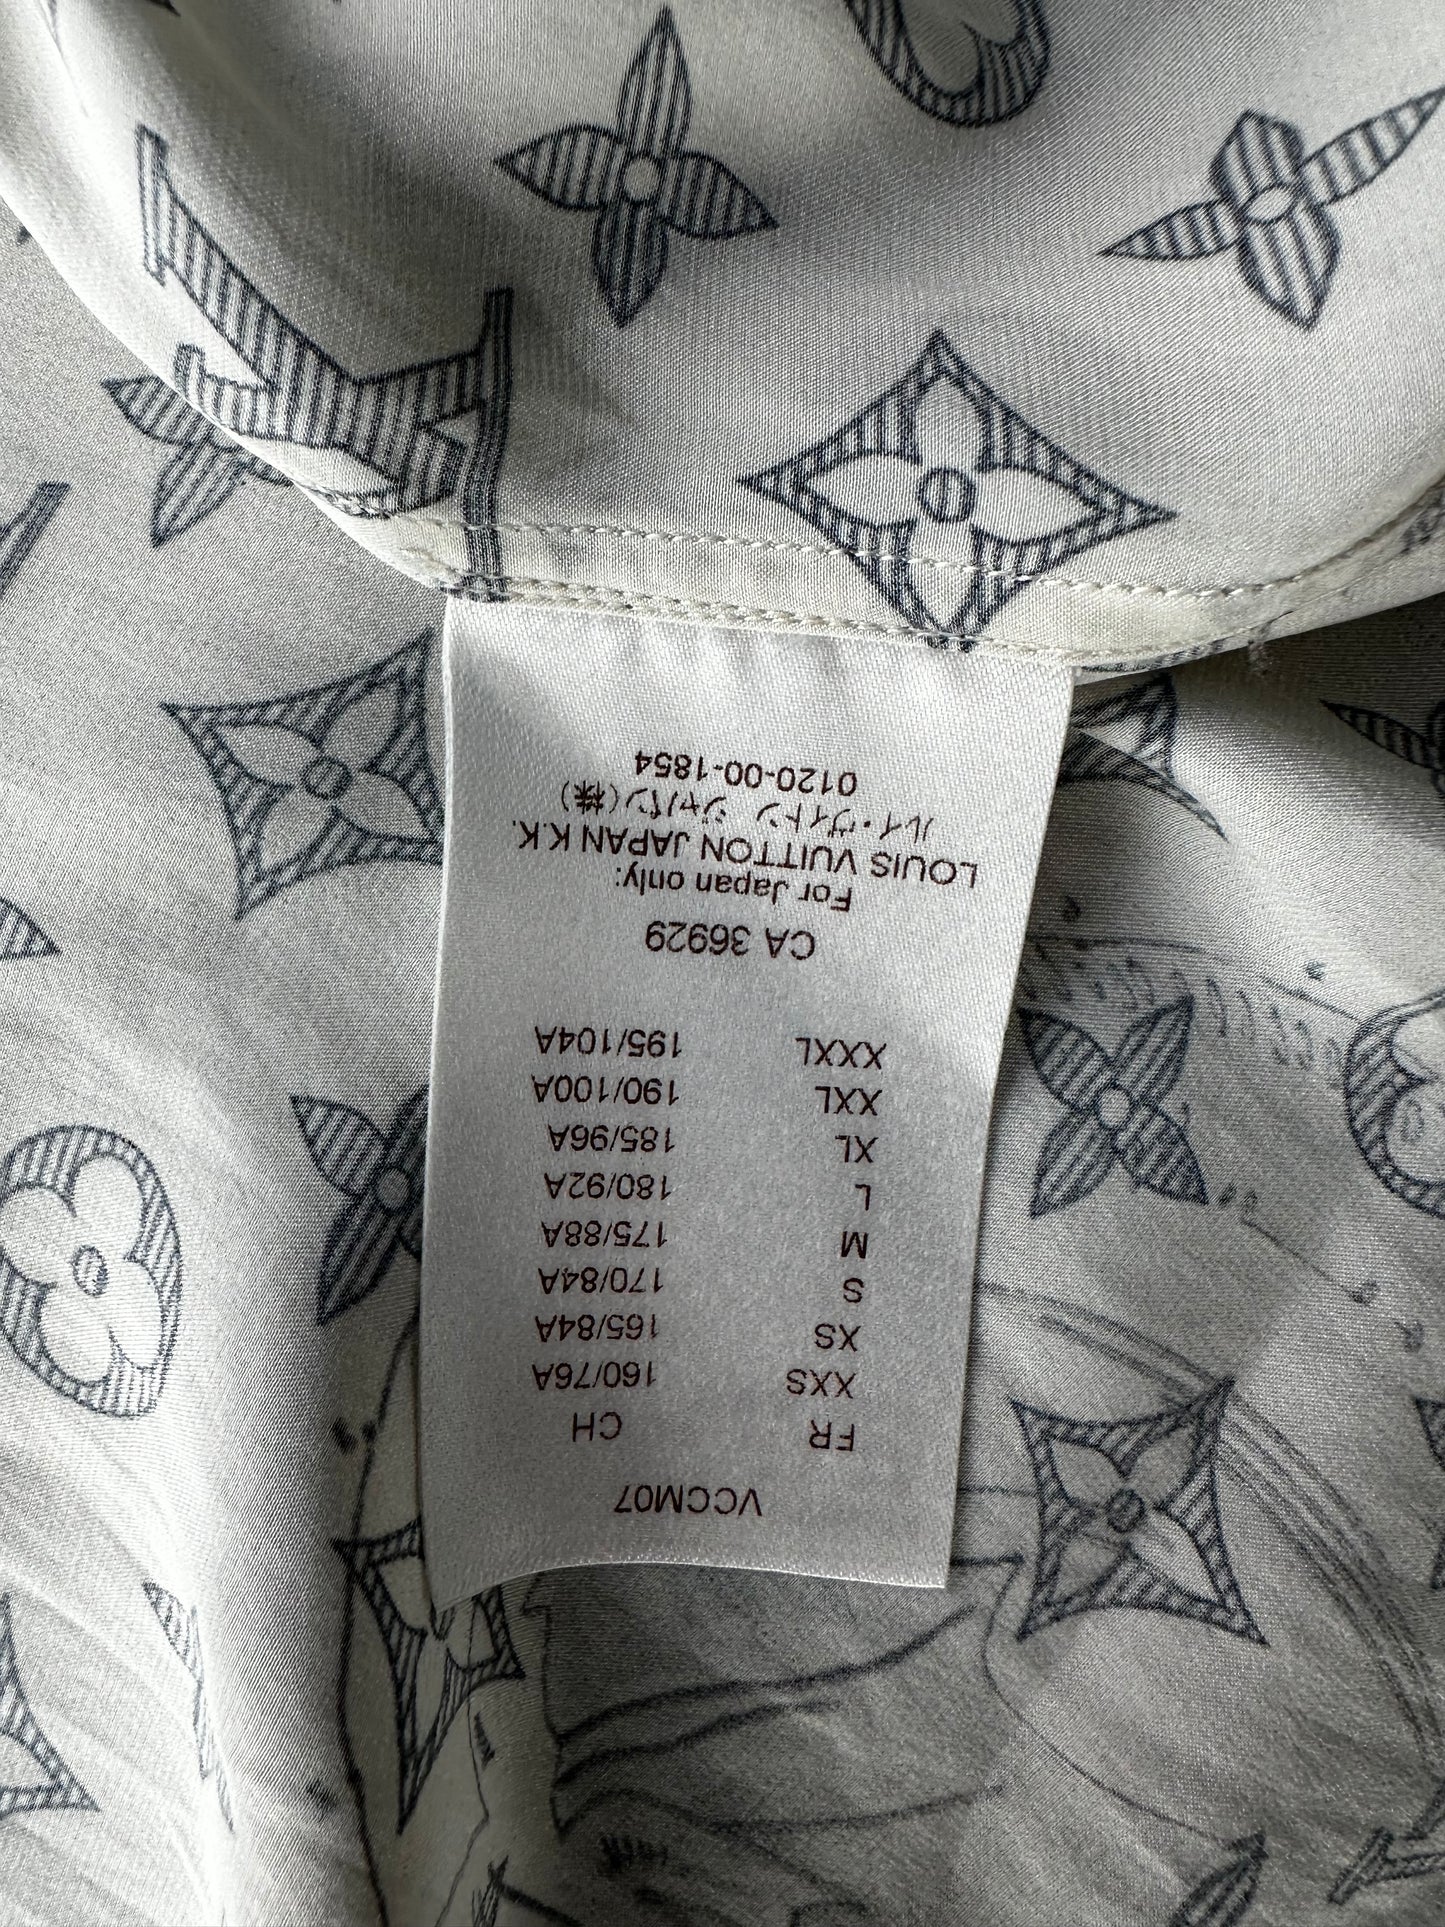 VCCM07
FR CH
XXS 160/76A
XS 165/84A
S 170/84A
M 175/88A
L 180/92A
XL 185/96A
XXL 190/100A
XXXL 195/104A
CA 36929
For Japan only:
LOUIS VUITTON JAPAN K.K.
ルイ・ヴィトン ジャパン(株)
0120-00-1854